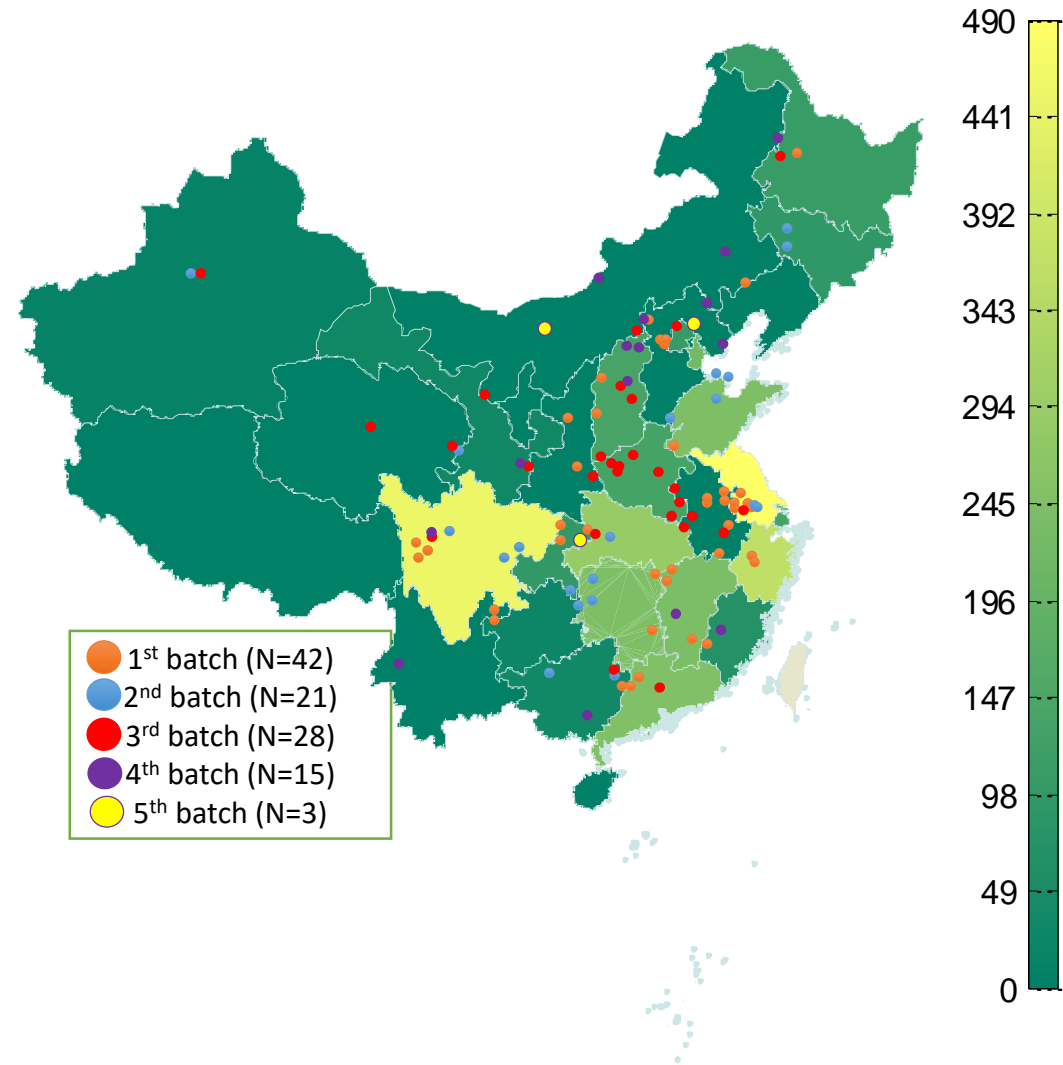 490
441
392
343
294
245
196
147
98
49
0
1st batch (N=42)
2nd batch (N=21)
3rd batch (N=28)
4th batch (N=15)
5th batch (N=3)